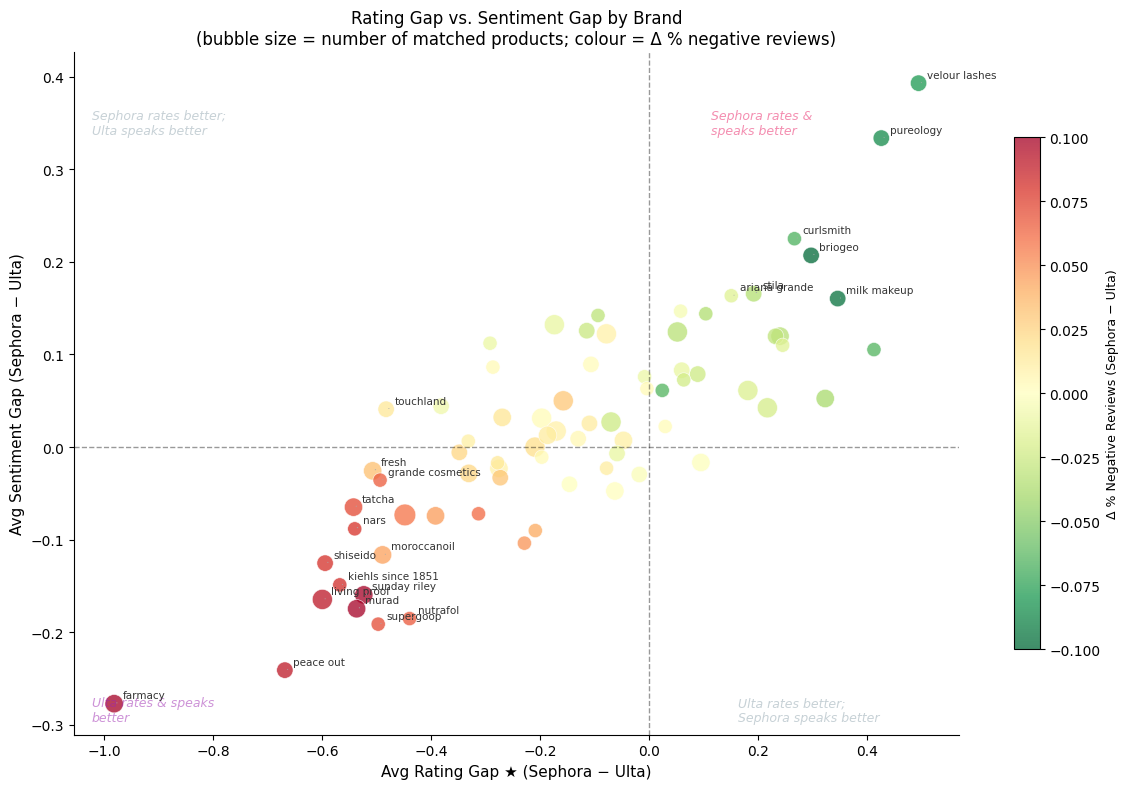 Rating Gap vs. Sentiment Gap by Brand
(bubble size = number of matched products; colour = Δ % negative reviews)
0.4
0.3
0.2
0.1
0.0
−0.1
−0.2
−0.3
Avg Sentiment Gap (Sephora − Ulta)
Sephora rates better;
Ulta speaks better
Sephora rates &
speaks better
velour lashes
pureology
curlsmith
briogeo
stila
ariana grande
milk makeup
touchland
fresh
grande cosmetics
tatcha
nars
moroccanoil
shiseido
kiehls since 1851
sunday riley
living proof
murad
nutrafol
supergoop
peace out
farmacy
Ulta rates & speaks
better
Ulta rates better;
Sephora speaks better
−1.0
−0.8
−0.6
−0.4
−0.2
0.0
0.2
0.4
Avg Rating Gap ★ (Sephora − Ulta)
0.100
0.075
0.050
0.025
0.000
−0.025
−0.050
−0.075
−0.100
Δ % Negative Reviews (Sephora − Ulta)